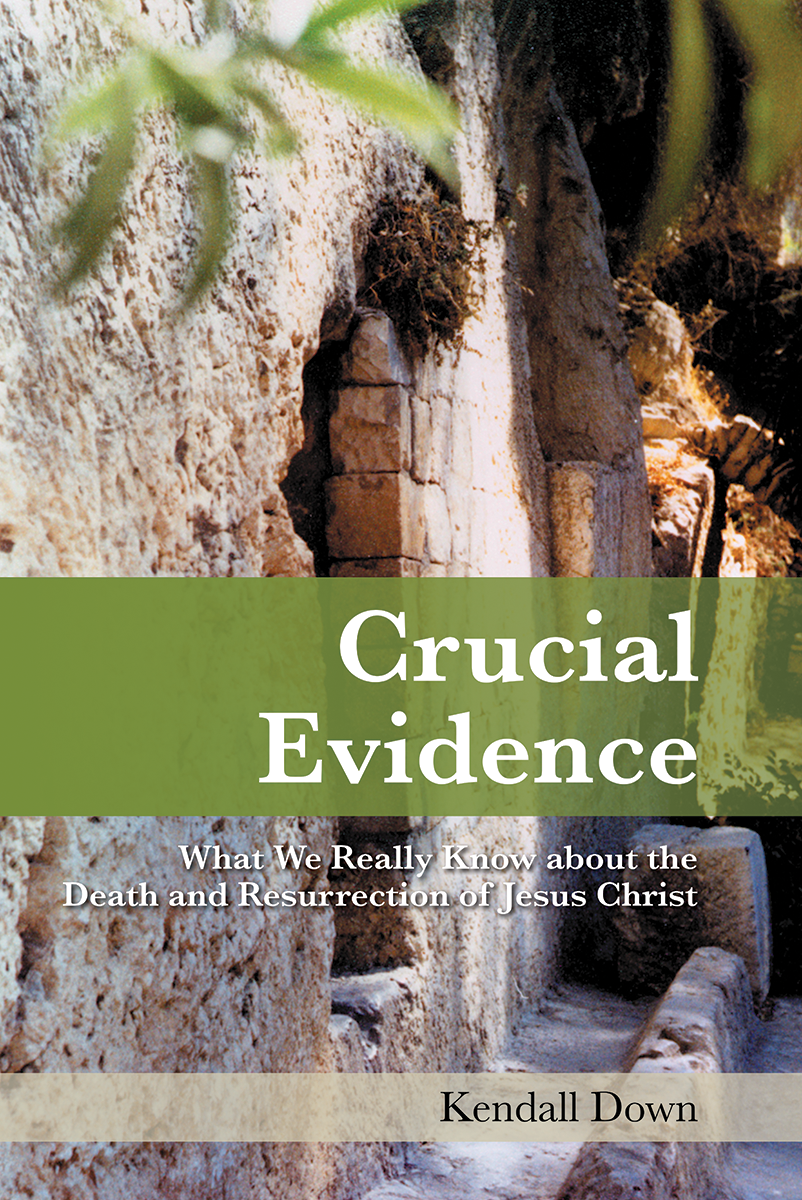 Crucial
Evidence
What We Really Know about the
Death and Resurrection of Jesus Christ
Kendall Down